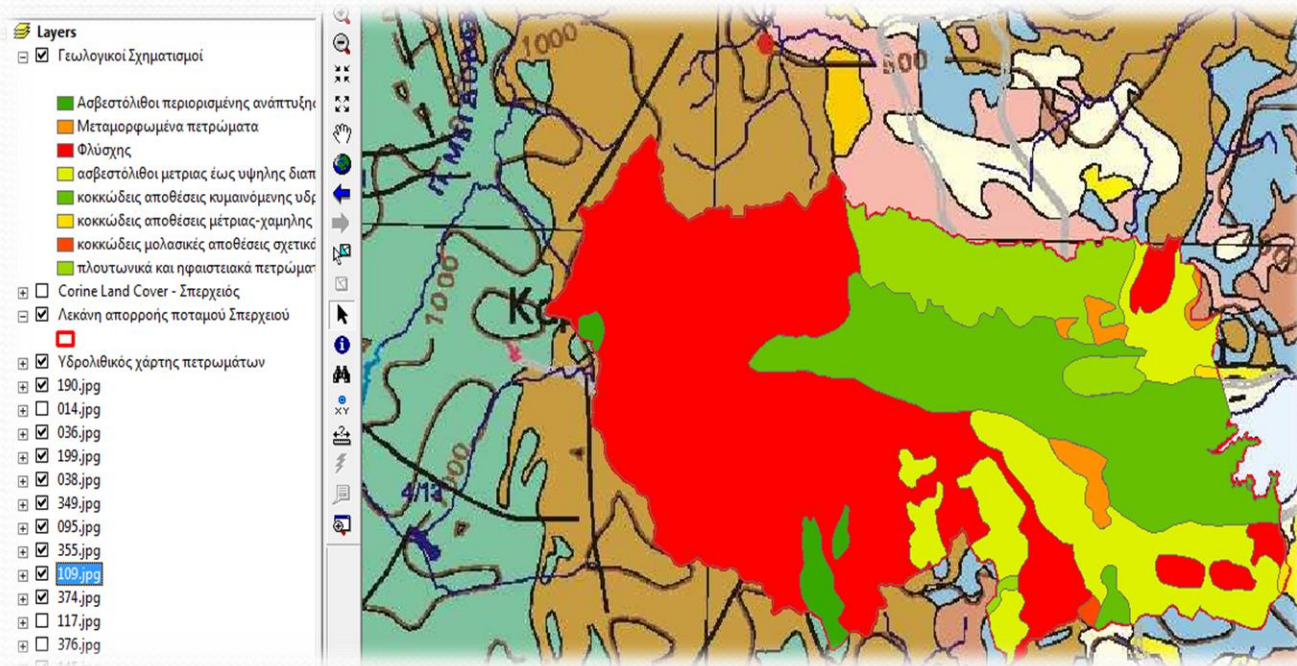 Layers
Γεωλογικοί Σχηματισμοί
Ασβεστόλιθοι περιορισμένης ανάπτυξης
Μεταμορφωμένα πετρώματα
Φλύσχης
ασβεστόλιθοι μετριας έως υψηλης διαπ
κοκκώδεις αποθέσεις κυμαινόμενης υδρ
κοκκώδεις αποθέσεις μέτριας-χαμηλης
κοκκώδεις μολασικές αποθέσεις σχετικά
πλουτωνικά και ηφαιστειακά πετρώματ
Corine Land Cover - Σπερχειός
Λεκάνη απορροής ποταμού Σπερχειού
Υδρολιθικός χάρτης πετρωμάτων
190.jpg
014.jpg
036.jpg
199.jpg
038.jpg
349.jpg
095.jpg
355.jpg
109.jpg
374.jpg
117.jpg
376.jpg
XY
1000
1000
4/13